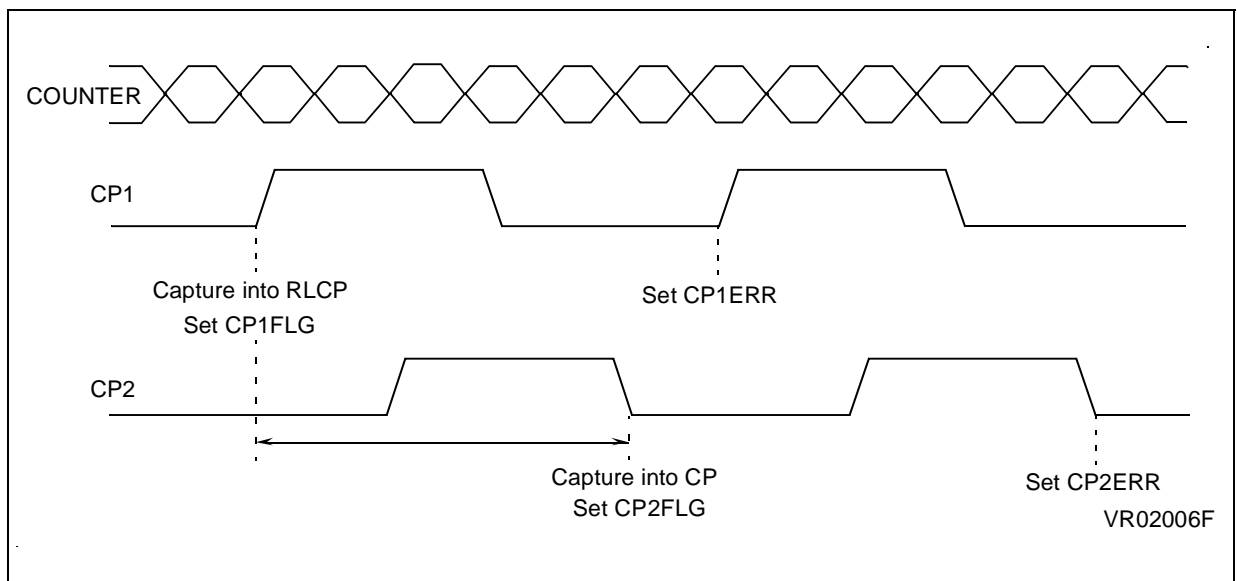 COUNTER
CP1
Capture into RLCP
Set CP1FLG
Set CP1ERR
CP2
Capture into CP
Set CP2FLG
Set CP2ERR
VR02006F